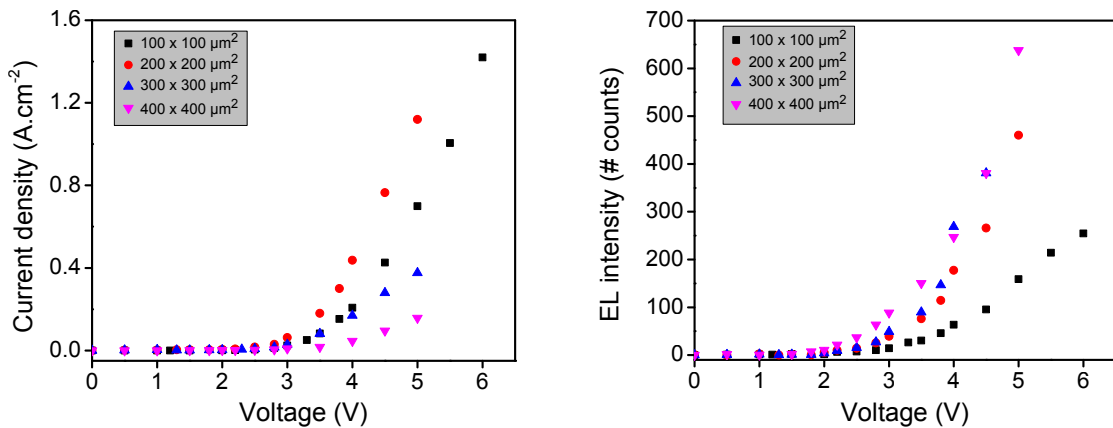 1.6
1.2
0.8
0.4
0.0
Current density (A.cm⁻²)
100 x 100 µm²
200 x 200 µm²
300 x 300 µm²
400 x 400 µm²
0 1 2 3 4 5 6
Voltage (V)
700
600
500
400
300
200
100
0
EL intensity (# counts)
100 x 100 µm²
200 x 200 µm²
300 x 300 µm²
400 x 400 µm²
0 1 2 3 4 5 6
Voltage (V)